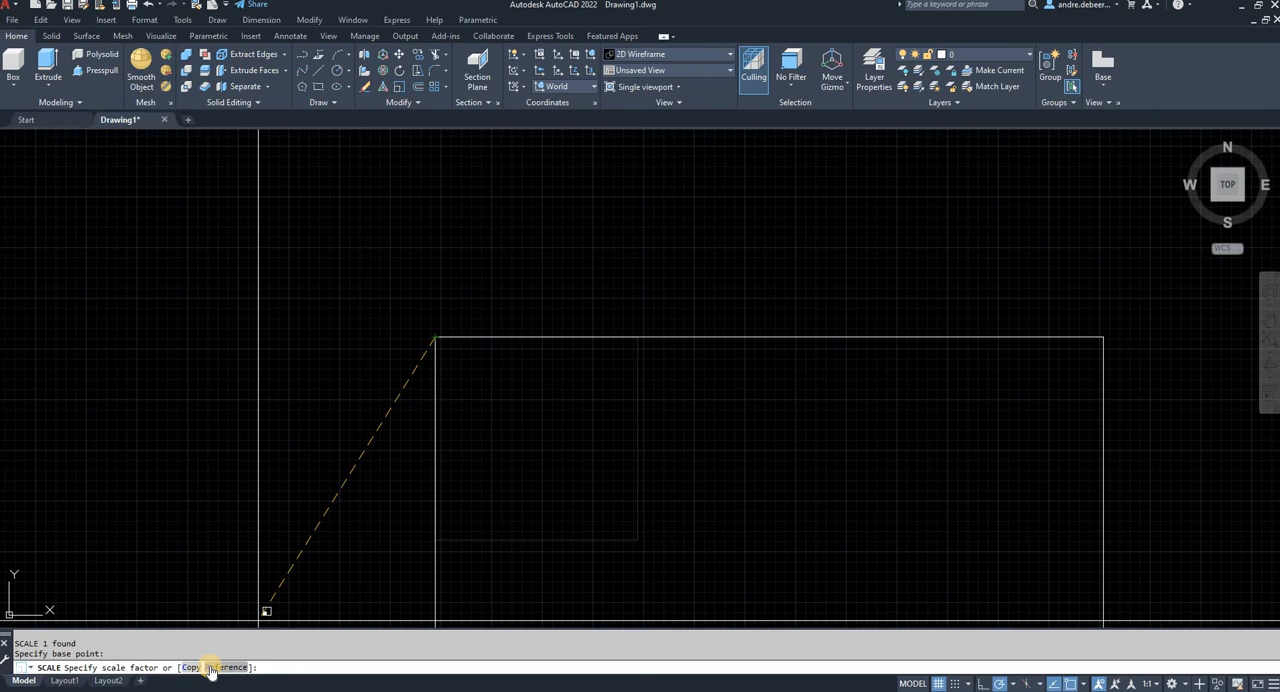 Share
Autodesk AutoCAD 2022 Drawing1.dwg
Type a keyword or phrase
andre.debeer...
File Edit View Insert Format Tools Draw Dimension Modify Window Express Help Parametric
Home Solid Surface Mesh Visualize Parametric Insert Annotate View Manage Output Add-ins Collaborate Express Tools Featured Apps
Polysolid Extrude Edges 2D Wireframe 0
Box Extrude Presspull Smooth Object Extrude Faces Section Plane Unsaved View Culling No Filter Move Gizmo Layer Properties Make Current Group Base
Separate World Single viewport Match Layer
Modeling Mesh Solid Editing Draw Modify Section Coordinates View Selection Layers Groups View
Start Drawing1*
N
W TOP E
S
WCS
Y
X
SCALE 1 found
Specify base point:
SCALE Specify scale factor or [Copy
Model Layout1 Layout2 MODEL 1:1